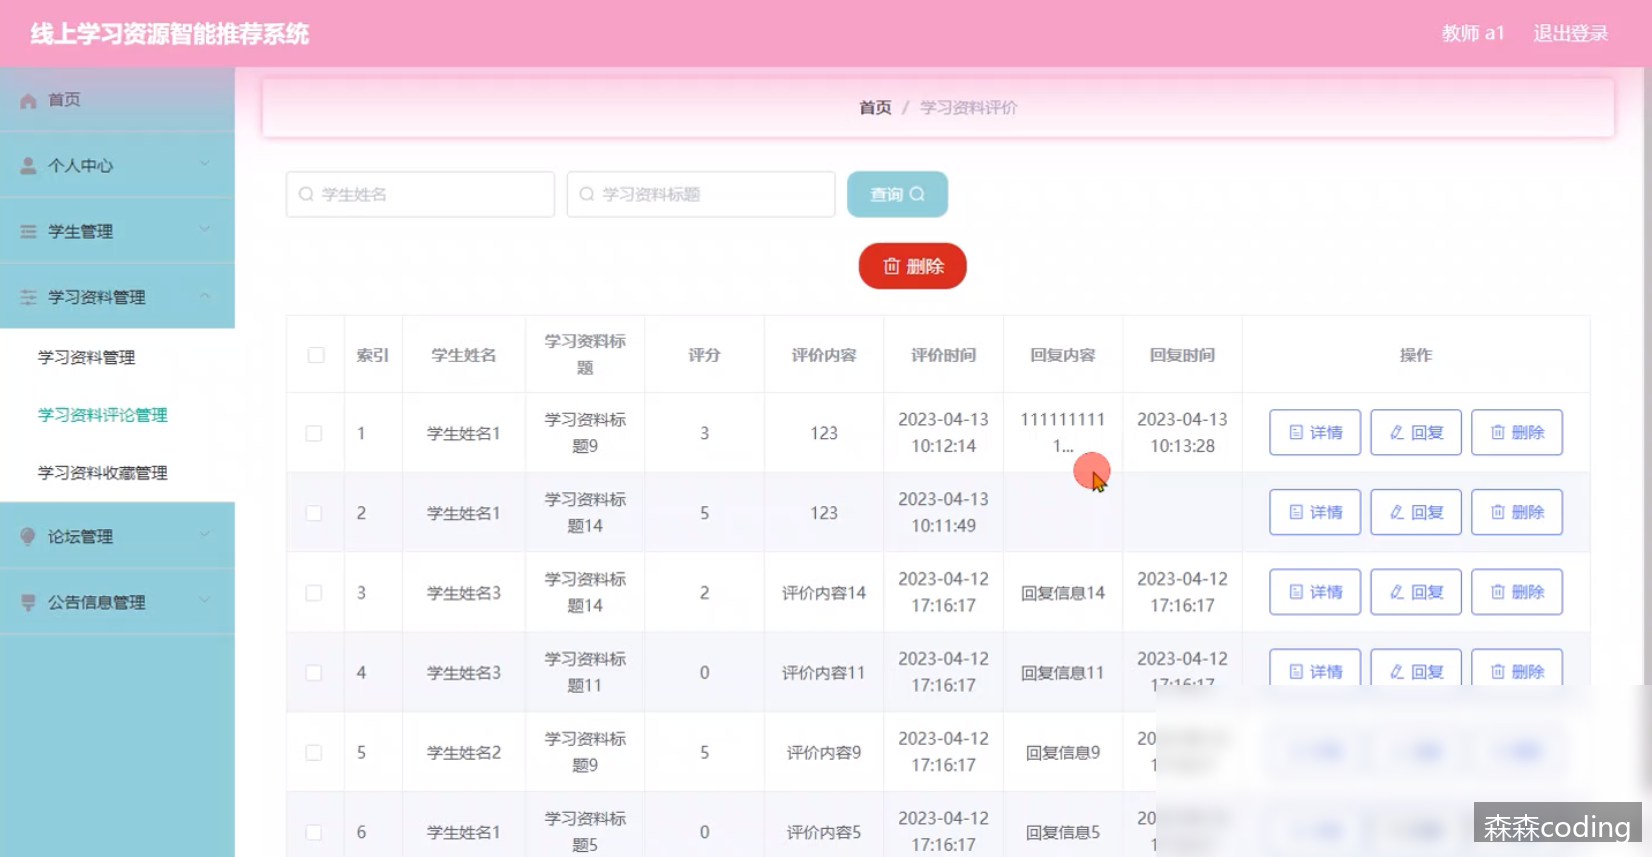 线上学习资源智能推荐系统
教师 a1 退出登录
首页
个人中心
学生管理
学习资料管理
学习资料管理
学习资料评论管理
学习资料收藏管理
论坛管理
公告信息管理
首页 / 学习资料评价
学生姓名 学习资料标题 查询
删除
索引 学生姓名 学习资料标题 评分 评价内容 评价时间 回复内容 回复时间 操作
1 学生姓名1 学习资料标题9 3 123 2023-04-13 10:12:14 1111111111... 2023-04-13 10:13:28 详情 回复 删除
2 学生姓名1 学习资料标题14 5 123 2023-04-13 10:11:49 详情 回复 删除
3 学生姓名3 学习资料标题14 2 评价内容14 2023-04-12 17:16:17 回复信息14 2023-04-12 17:16:17 详情 回复 删除
4 学生姓名3 学习资料标题11 0 评价内容11 2023-04-12 17:16:17 回复信息11 2023-04-12 17:16:17 详情 回复 删除
5 学生姓名2 学习资料标题9 5 评价内容9 2023-04-12 17:16:17 回复信息9
6 学生姓名1 学习资料标题5 0 评价内容5 2023-04-12 17:16:17 回复信息5
森森coding